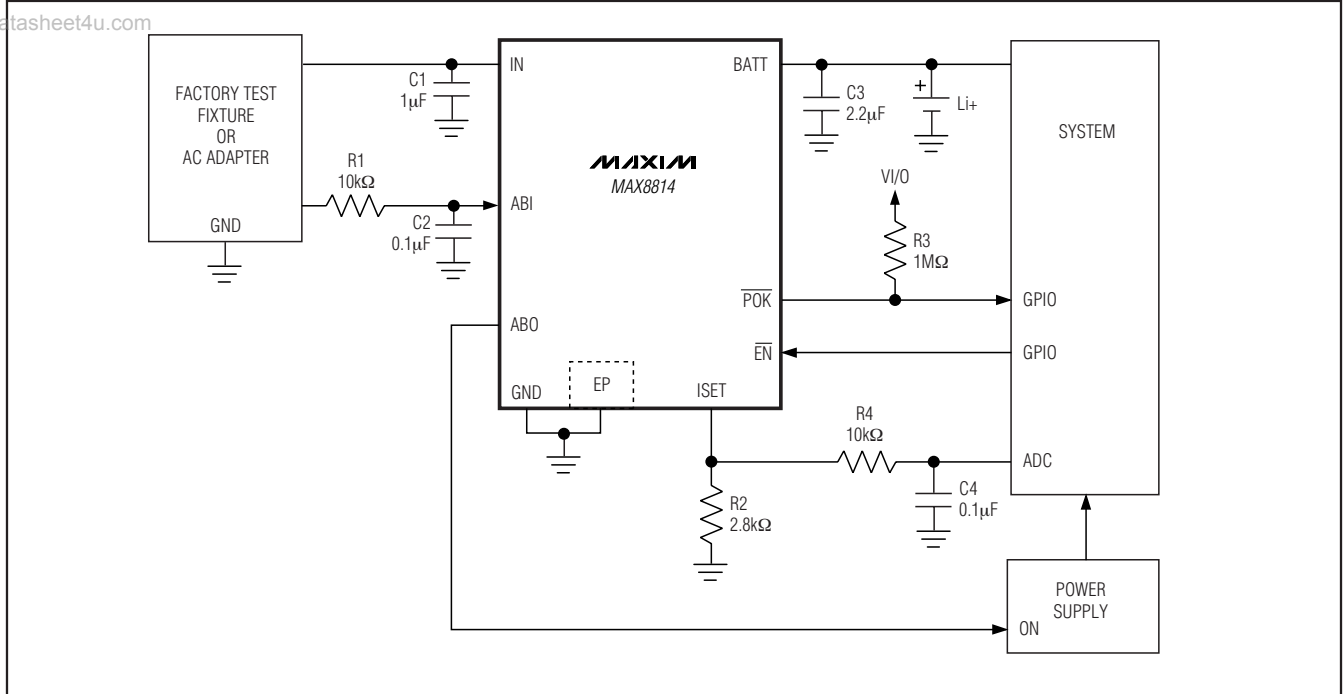 atasheet4u.com
FACTORY TEST
FIXTURE
OR
AC ADAPTER
GND
C1
1μF
R1
10kΩ
C2
0.1μF
IN
BATT
MAXIM
MAX8814
ABI
ABO
POK
EN
GND
EP
ISET
C3
2.2μF
+
Li+
VI/O
R3
1MΩ
SYSTEM
GPIO
GPIO
ADC
R4
10kΩ
C4
0.1μF
R2
2.8kΩ
POWER
SUPPLY
ON